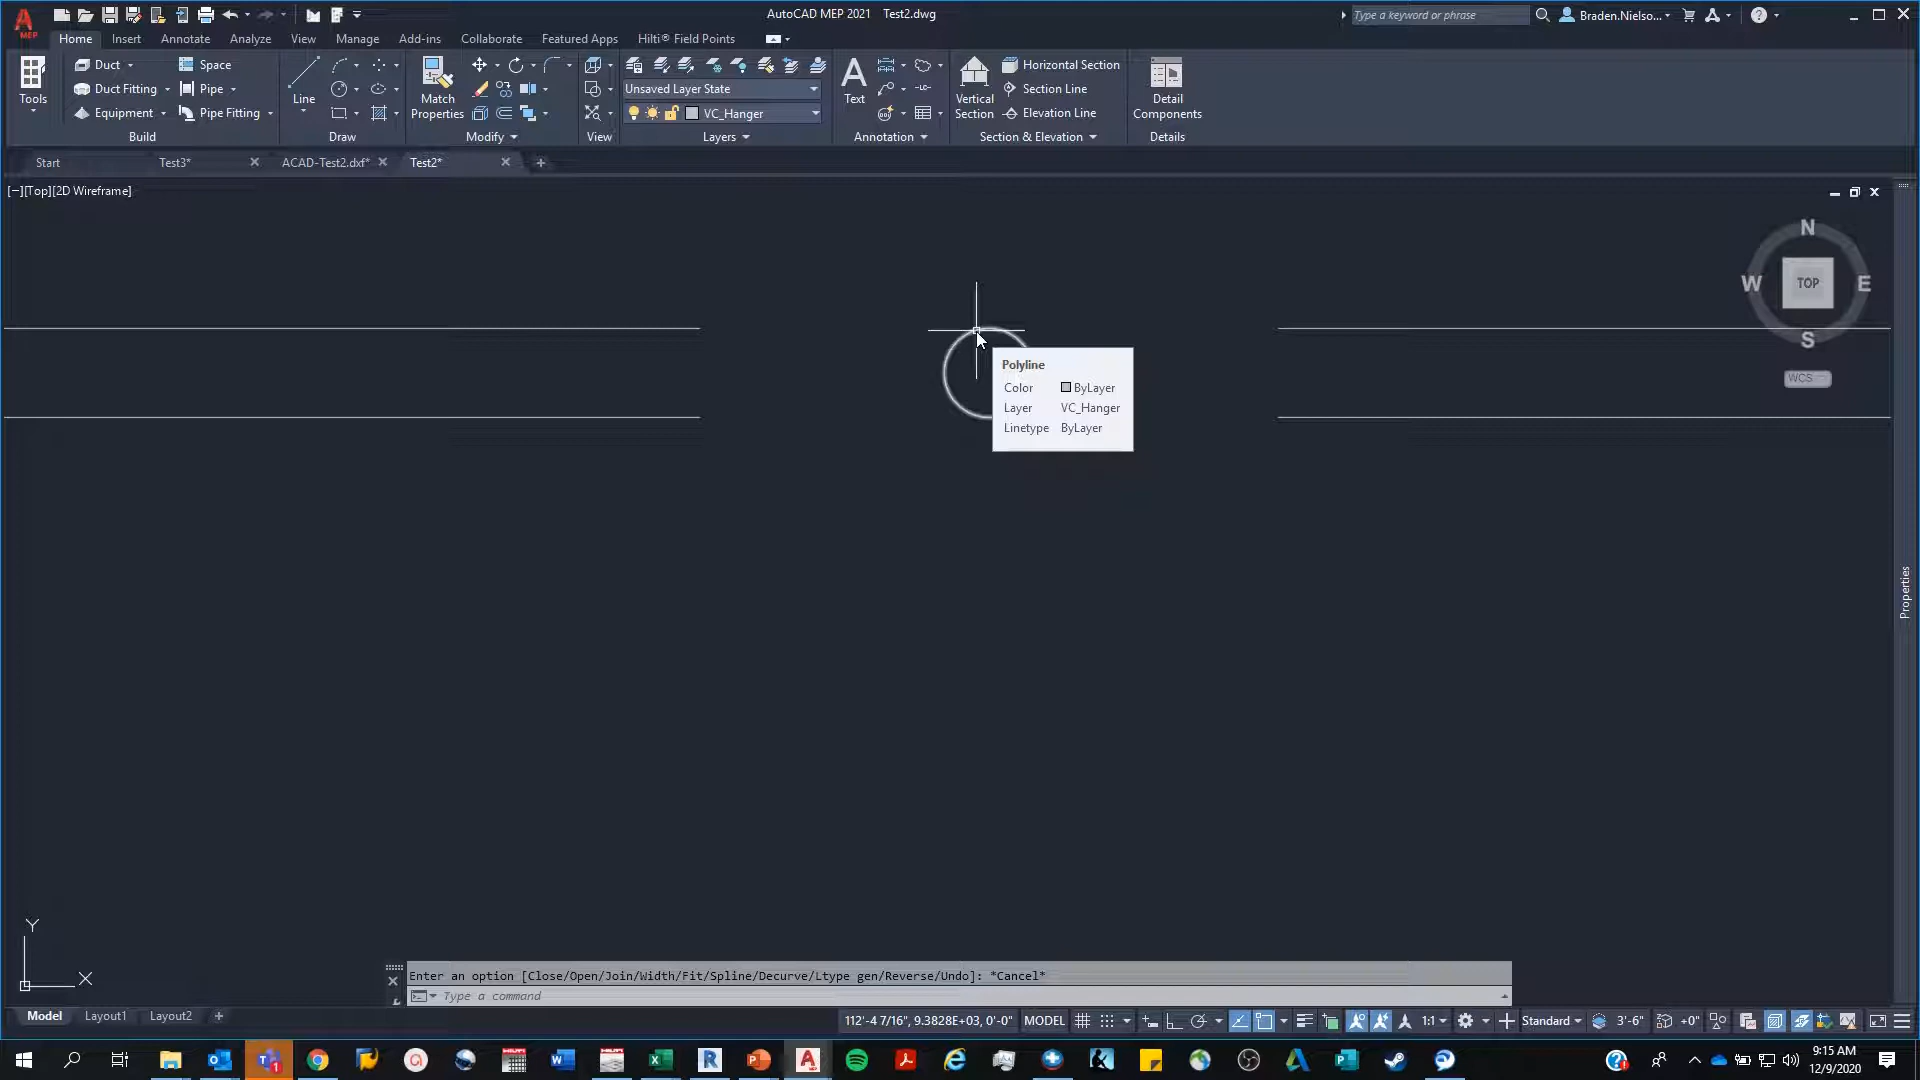 AutoCAD MEP 2021 Test2.dwg
Type a keyword or phrase
Braden.Nielso...
MEP
Home Insert Annotate Analyze View Manage Add-ins Collaborate Featured Apps Hilti® Field Points
Tools
Duct
Duct Fitting
Equipment
Space
Pipe
Pipe Fitting
Build
Line
Draw
Match
Properties
Modify
View
Unsaved Layer State
VC_Hanger
Layers
Text
Annotation
Vertical
Section
Horizontal Section
Section Line
Elevation Line
Section & Elevation
Detail
Components
Details
Start Test3* ACAD-Test2.dxf* Test2*
[−][Top][2D Wireframe]
N
W TOP E
S
WCS
Polyline
Color ByLayer
Layer VC_Hanger
Linetype ByLayer
Properties
Y
X
Enter an option [Close/Open/Join/Width/Fit/Spline/Decurve/Ltype gen/Reverse/Undo]: *Cancel*
Type a command
Model Layout1 Layout2
112'-4 7/16", 9.3828E+03, 0'-0" MODEL 1:1 Standard 3'-6" +0"
9:15 AM
12/9/2020